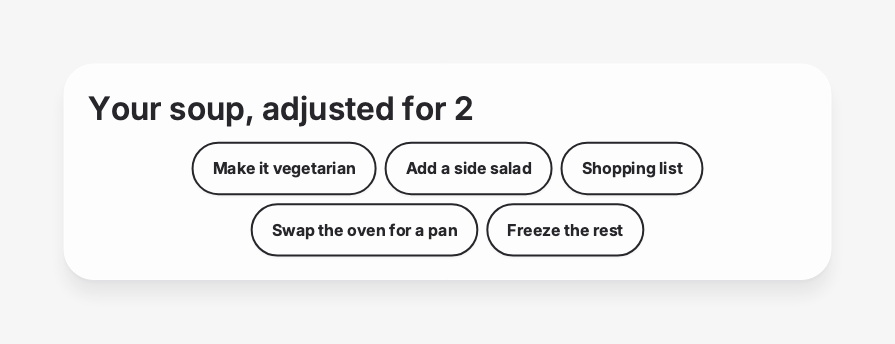 Your soup, adjusted for 2
Make it vegetarian
Add a side salad
Shopping list
Swap the oven for a pan
Freeze the rest